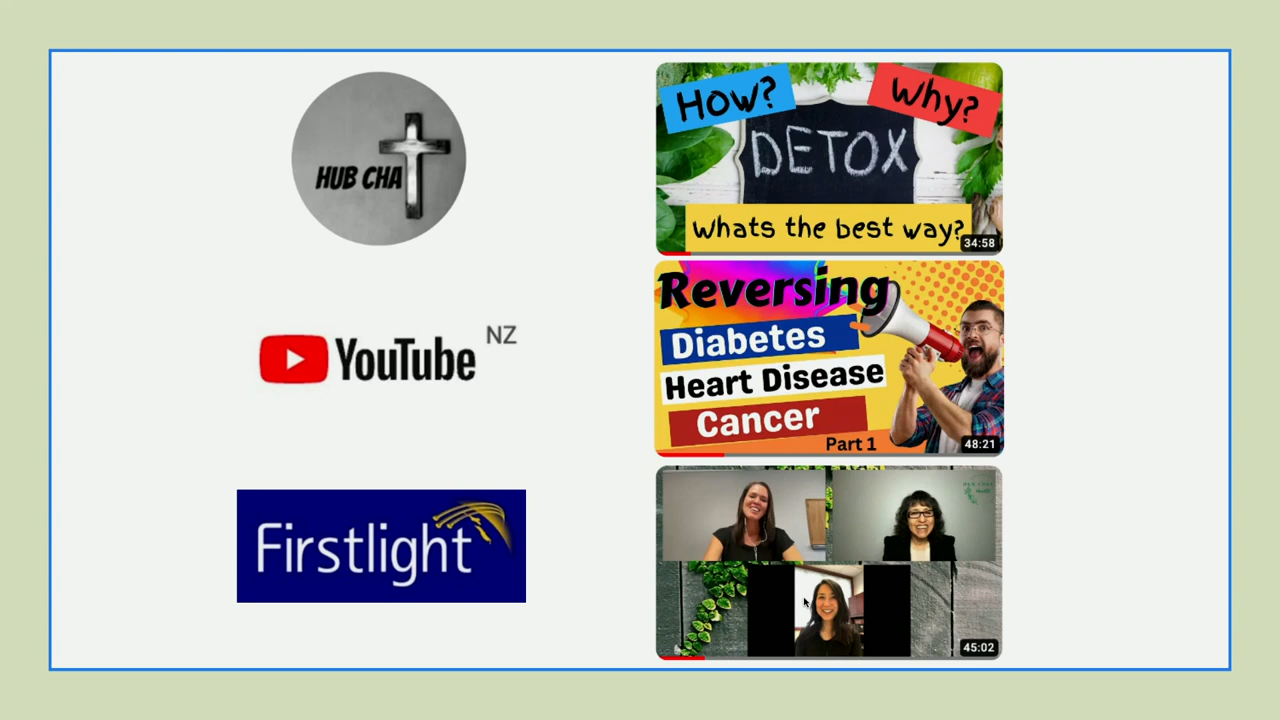 HUB CHA
YouTube NZ
Firstlight
How?
Why?
DETOX
Whats the best way?
34:58
Reversing
Diabetes
Heart Disease
Cancer
Part 1
48:21
45:02